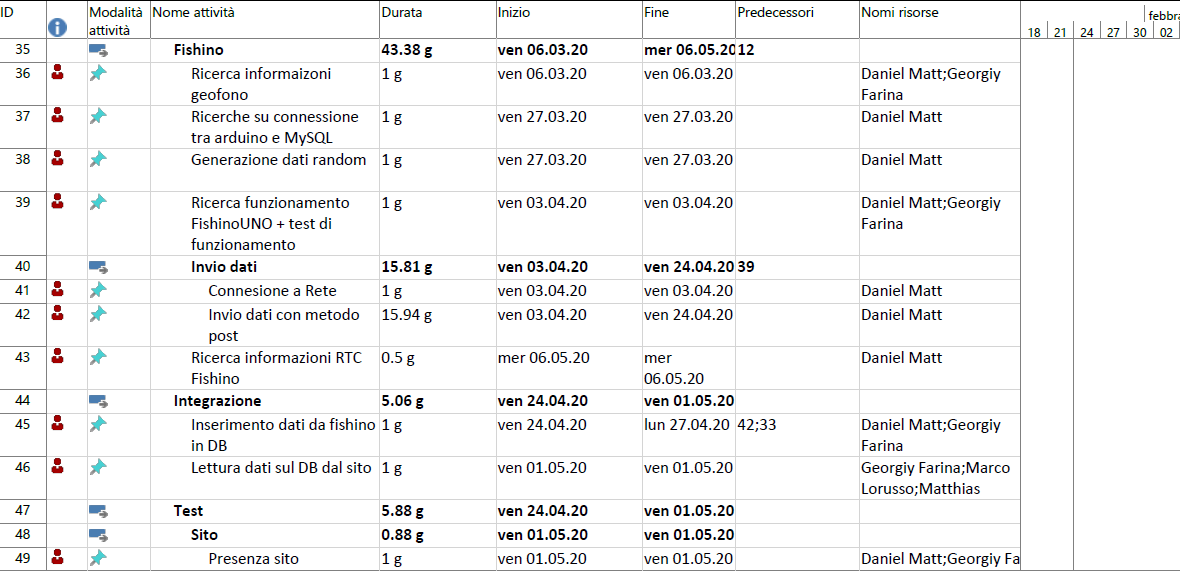 ID Modalità attività Nome attività Durata Inizio Fine Predecessori Nomi risorse
febbra
18 21 24 27 30 02
35 Fishino 43.38 g ven 06.03.20 mer 06.05.20 12
36 Ricerca informaizoni 1 g ven 06.03.20 ven 06.03.20 Daniel Matt;Georgiy
geofono Farina
37 Ricerche su connessione 1 g ven 27.03.20 ven 27.03.20 Daniel Matt
tra arduino e MySQL
38 Generazione dati random 1 g ven 27.03.20 ven 27.03.20 Daniel Matt
39 Ricerca funzionamento 1 g ven 03.04.20 ven 03.04.20 Daniel Matt;Georgiy
FishinoUNO + test di Farina
funzionamento
40 Invio dati 15.81 g ven 03.04.20 ven 24.04.20 39
41 Connesione a Rete 1 g ven 03.04.20 ven 03.04.20 Daniel Matt
42 Invio dati con metodo 15.94 g ven 03.04.20 ven 24.04.20 Daniel Matt
post
43 Ricerca informazioni RTC 0.5 g mer 06.05.20 mer Daniel Matt
Fishino 06.05.20
44 Integrazione 5.06 g ven 24.04.20 ven 01.05.20
45 Inserimento dati da fishino 1 g ven 24.04.20 lun 27.04.20 42;33 Daniel Matt;Georgiy
in DB Farina
46 Lettura dati sul DB dal sito 1 g ven 01.05.20 ven 01.05.20 Georgiy Farina;Marco
Lorusso;Matthias
47 Test 5.88 g ven 24.04.20 ven 01.05.20
48 Sito 0.88 g ven 01.05.20 ven 01.05.20
49 Presenza sito 1 g ven 01.05.20 ven 01.05.20 Daniel Matt;Georgiy Fa